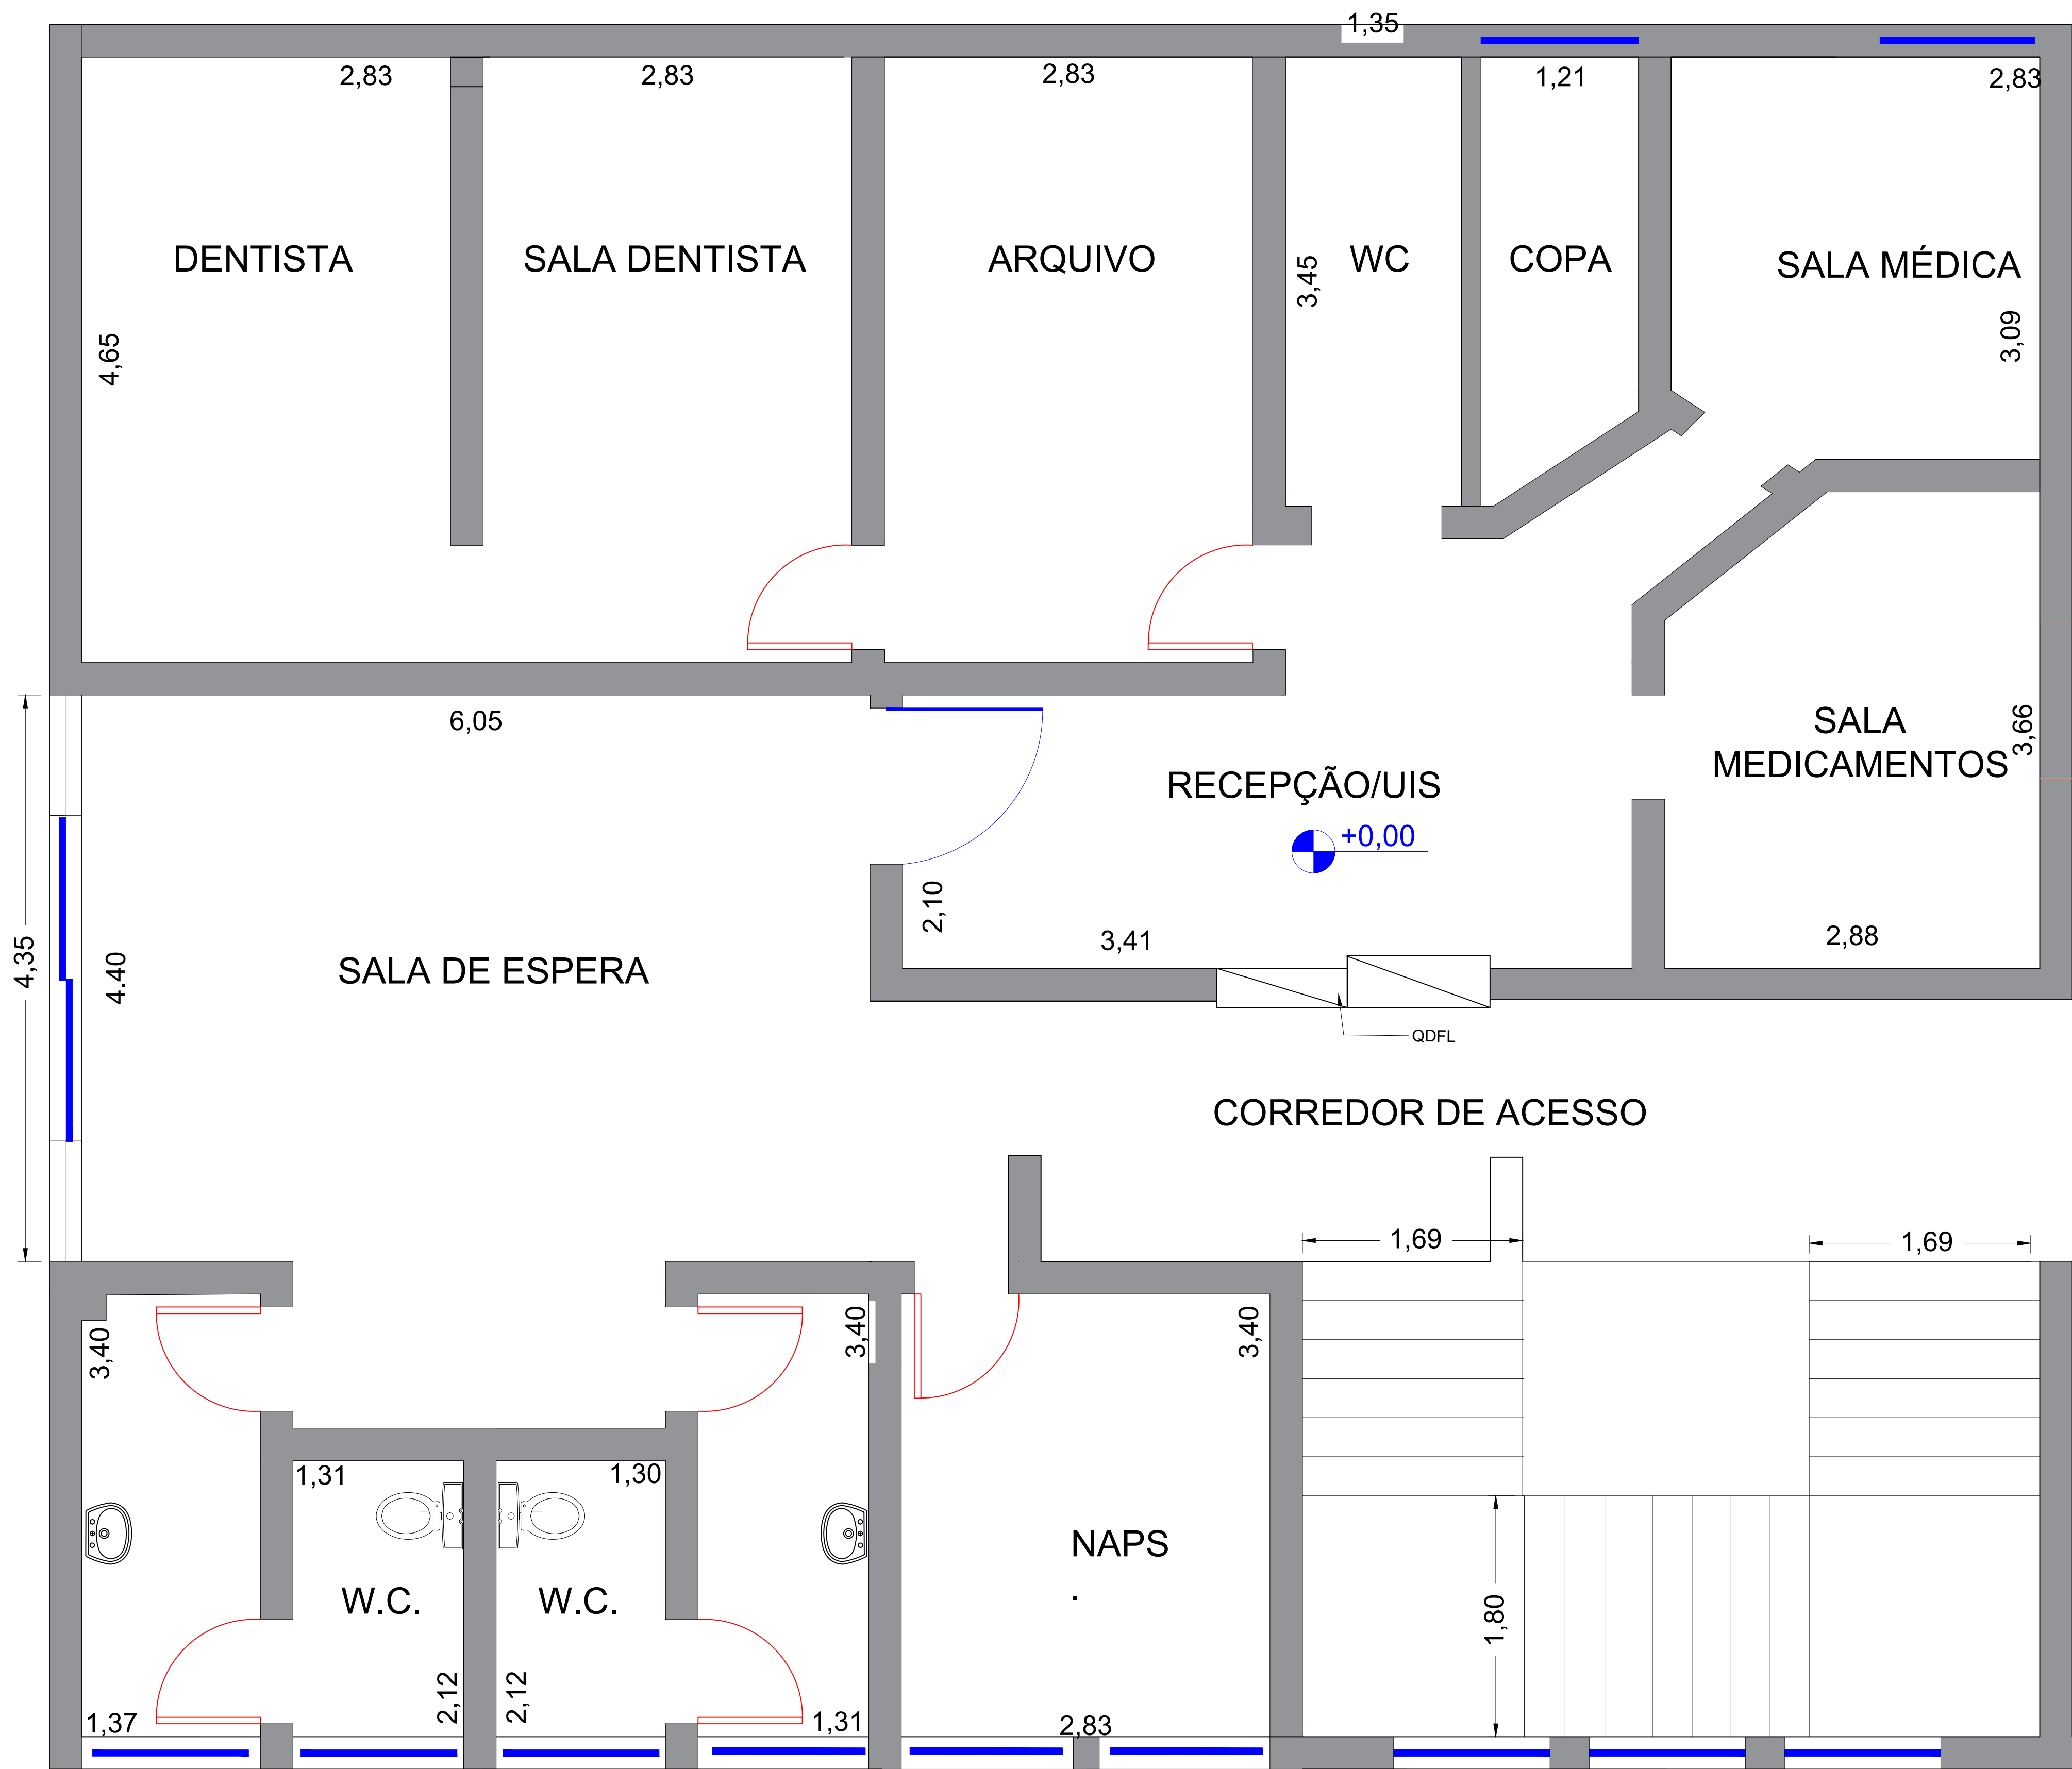 1,35
2,83
2,83
2,83
1,21
2,83
DENTISTA
SALA DENTISTA
ARQUIVO
WC
COPA
SALA MÉDICA
3,45
4,65
3,09
6,05
SALA
MEDICAMENTOS
3,66
RECEPÇÃO/UIS
+0,00
2,10
3,41
2,88
4,35
4.40
SALA DE ESPERA
QDFL
CORREDOR DE ACESSO
1,69
1,69
3,40
3,40
3,40
1,31
1,30
NAPS
.
W.C.
W.C.
1,80
2,12
2,12
1,37
1,31
2,83